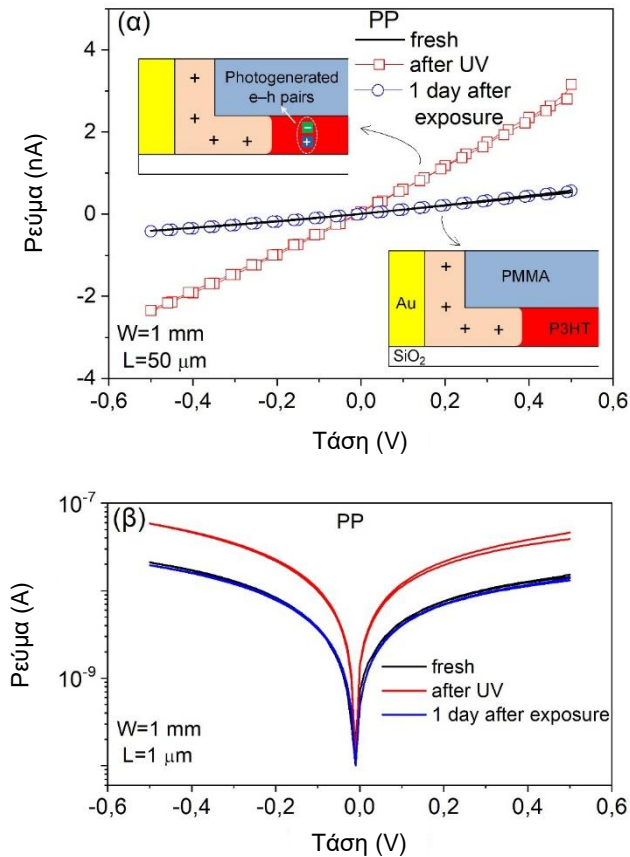 (α)
PP
fresh
after UV
1 day after
exposure
Photogenerated
e–h pairs
+
+
+ +
−
+
Au
PMMA
P3HT
SiO₂
+
+
+ +
W=1 mm
L=50 μm
4
2
0
-2
-4
Ρεύμα (nA)
-0,6 -0,4 -0,2 0,0 0,2 0,4 0,6
Τάση (V)
(β)
PP
10⁻⁷
10⁻⁹
Ρεύμα (A)
fresh
after UV
1 day after exposure
W=1 mm
L=1 μm
-0,6 -0,4 -0,2 0,0 0,2 0,4 0,6
Τάση (V)